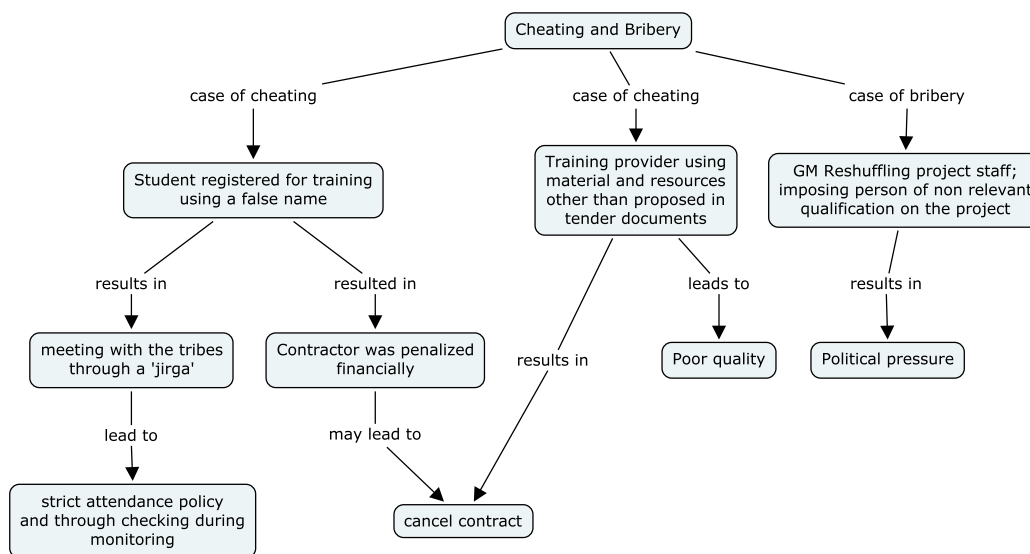 Cheating and Bribery
case of cheating
case of cheating
case of bribery
Student registered for training
using a false name
Training provider using
material and resources
other than proposed in
tender documents
GM Reshuffling project staff;
imposing person of non relevant
qualification on the project
results in
resulted in
leads to
results in
meeting with the tribes
through a 'jirga'
Contractor was penalized
financially
results in
Poor quality
Political pressure
lead to
may lead to
strict attendance policy
and through checking during
monitoring
cancel contract